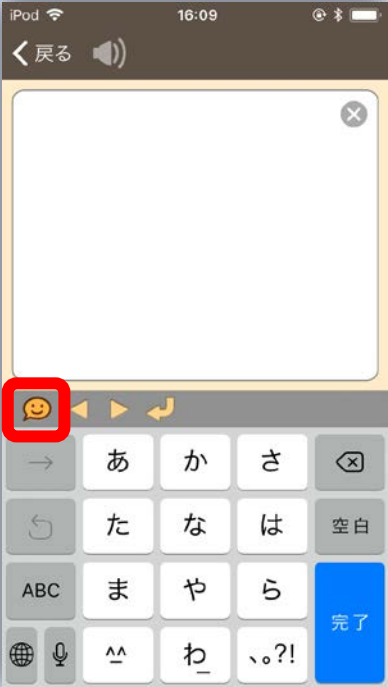 iPod 16:09
戻る
→ あ か さ
た な は 空白
ABC ま や ら
完了
^^ わ_ 、。?!